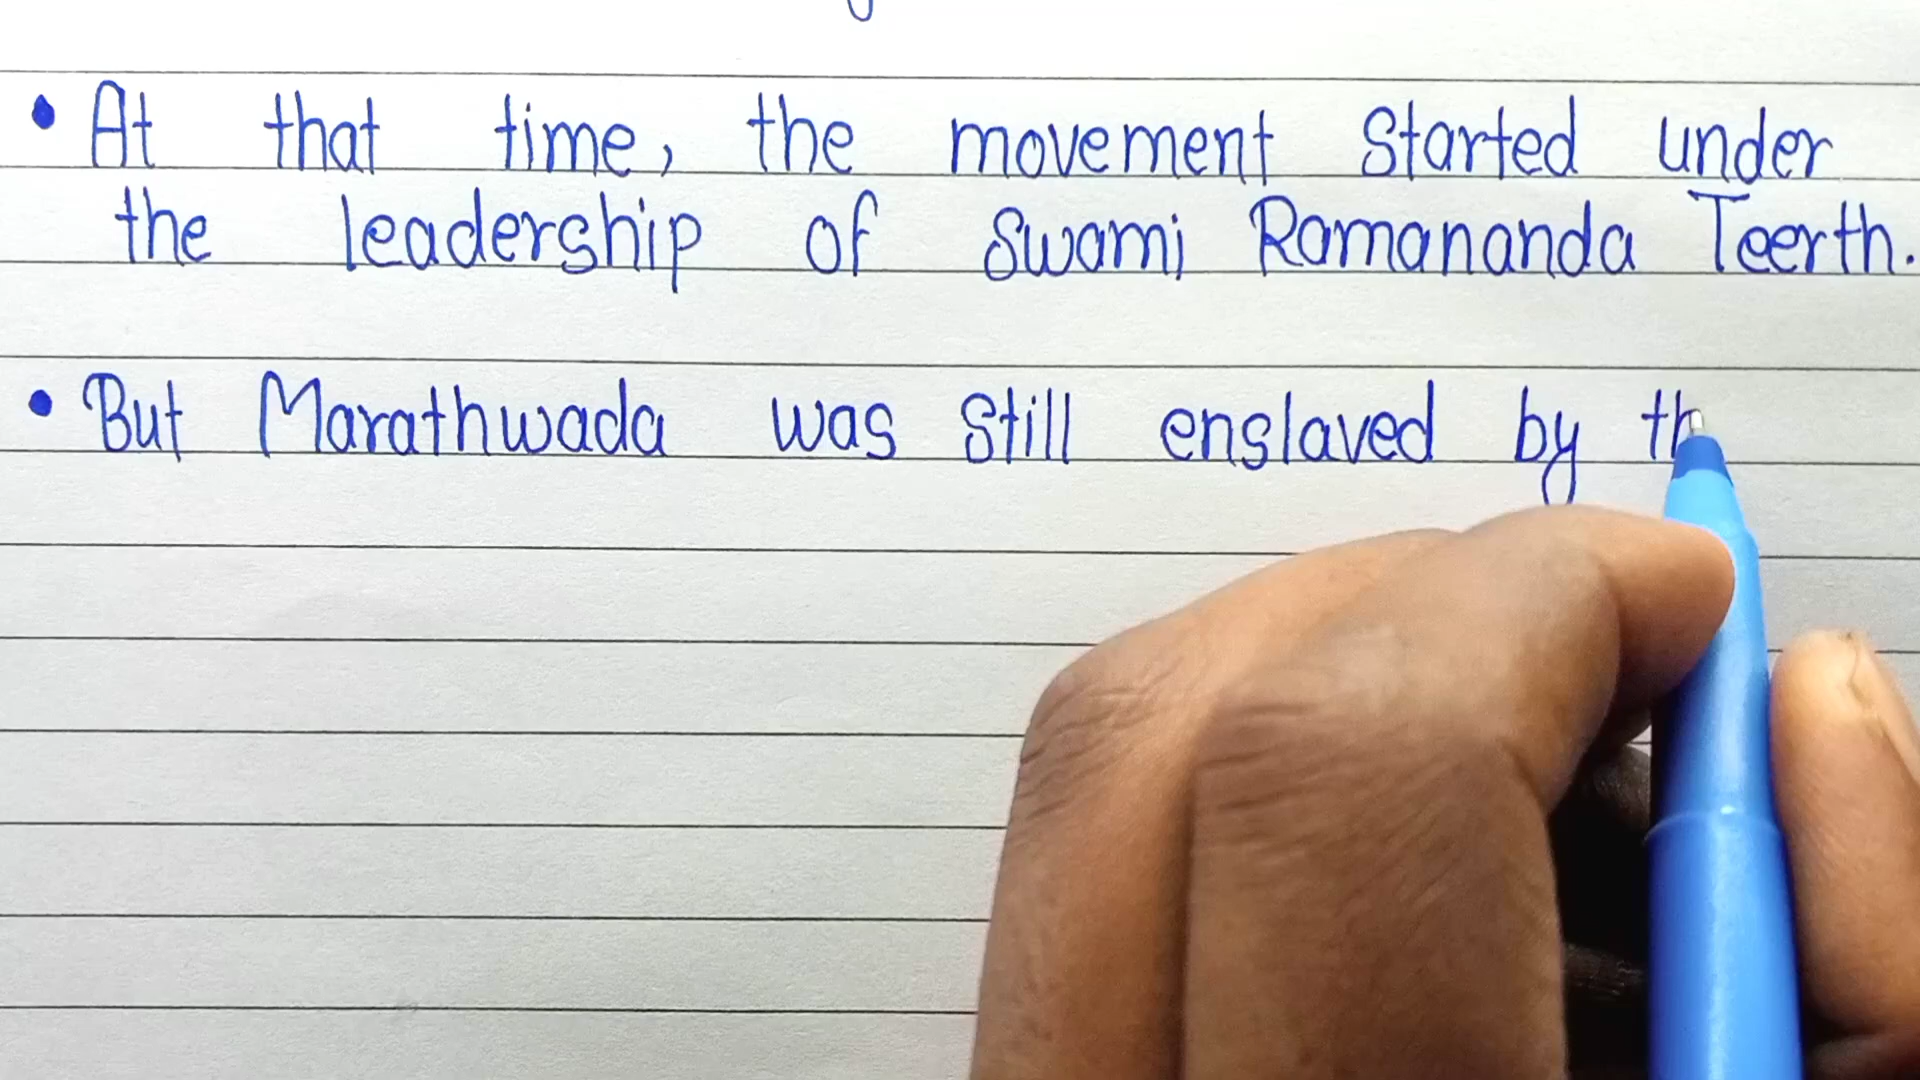 • At that time, the movement started under
the leadership of Swami Ramananda Teerth.
• But Marathwada was still enslaved by th